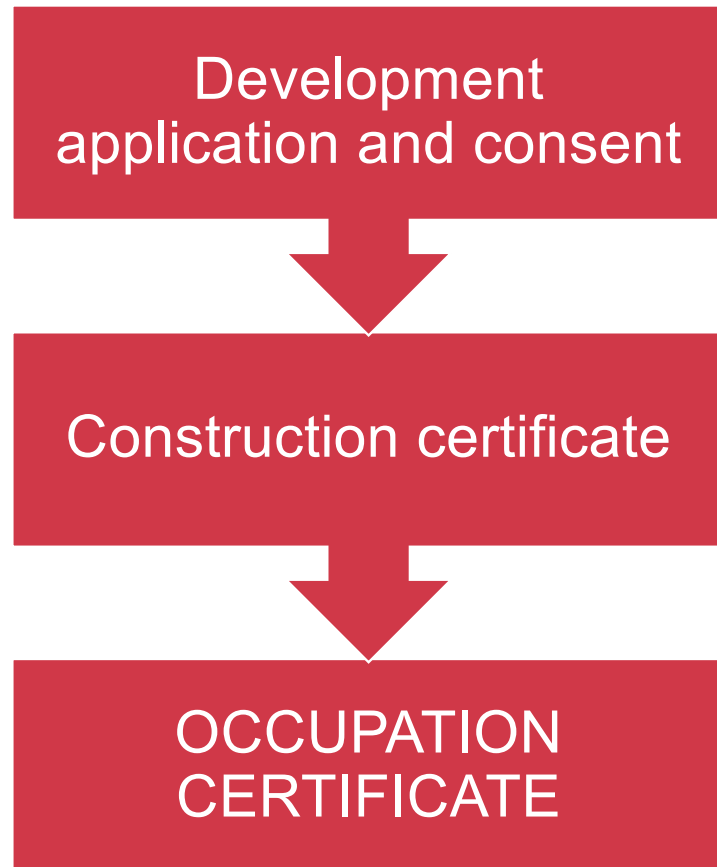 Development
application and consent
Construction certificate
OCCUPATION
CERTIFICATE